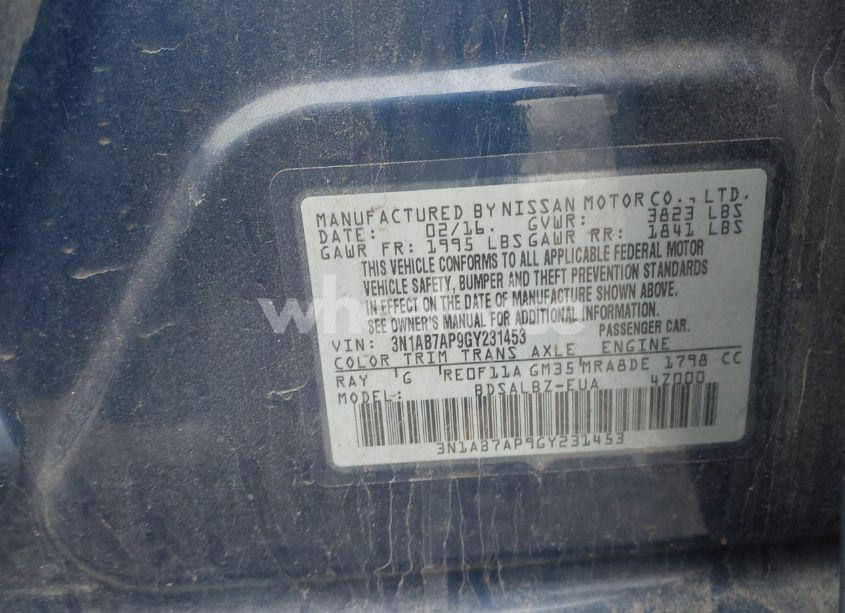 MANUFACTURED BY NISSAN MOTOR CO., LTD.
DATE: 02/16. GVWR: 3823 LBS
GAWR FR: 1995 LBS GAWR RR: 1841 LBS
THIS VEHICLE CONFORMS TO ALL APPLICABLE FEDERAL MOTOR
VEHICLE SAFETY, BUMPER AND THEFT PREVENTION STANDARDS
IN EFFECT ON THE DATE OF MANUFACTURE SHOWN ABOVE.
SEE OWNER'S MANUAL FOR ADDITIONAL INFORMATION.
VIN: 3N1AB7AP9GY231453 PASSENGER CAR.
COLOR TRIM TRANS AXLE ENGINE
RAY G RE0F11A GM35 MRA8DE 1798 CC
MODEL: BDSALBZ-EUA 4Z000
3N1AB7AP9GY231453